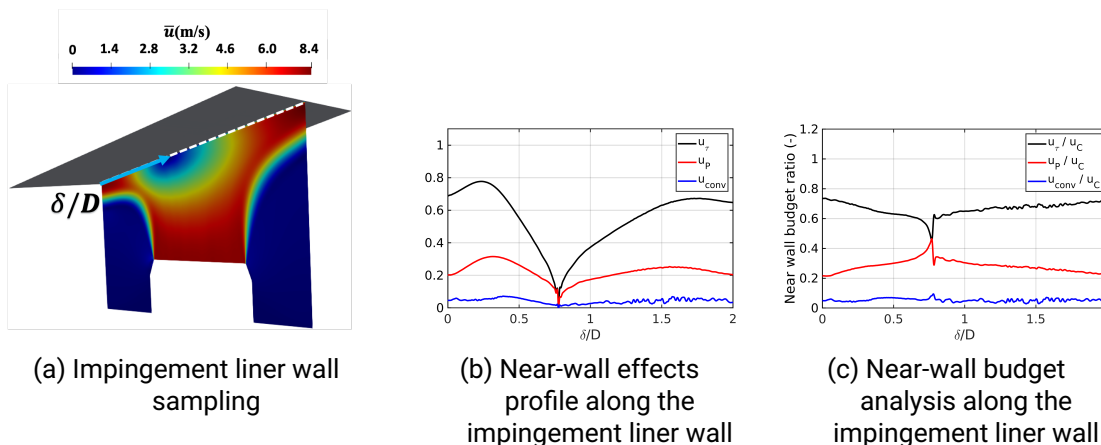 u̅(m/s)
0 1.4 2.8 3.2 4.6 6.0 8.4
δ/D
(a) Impingement liner wall
sampling
1
0.8
0.6
0.4
0.2
0
0 0.5 1 1.5 2
δ/D
u_τ
u_P
u_conv
(b) Near-wall effects
profile along the
impingement liner wall
Near wall budget ratio (-)
1.2
1
0.8
0.6
0.4
0.2
0
0 0.5 1 1.5
δ/D
u_τ / u_C
u_P / u_C
u_conv / u_C
(c) Near-wall budget
analysis along the
impingement liner wall